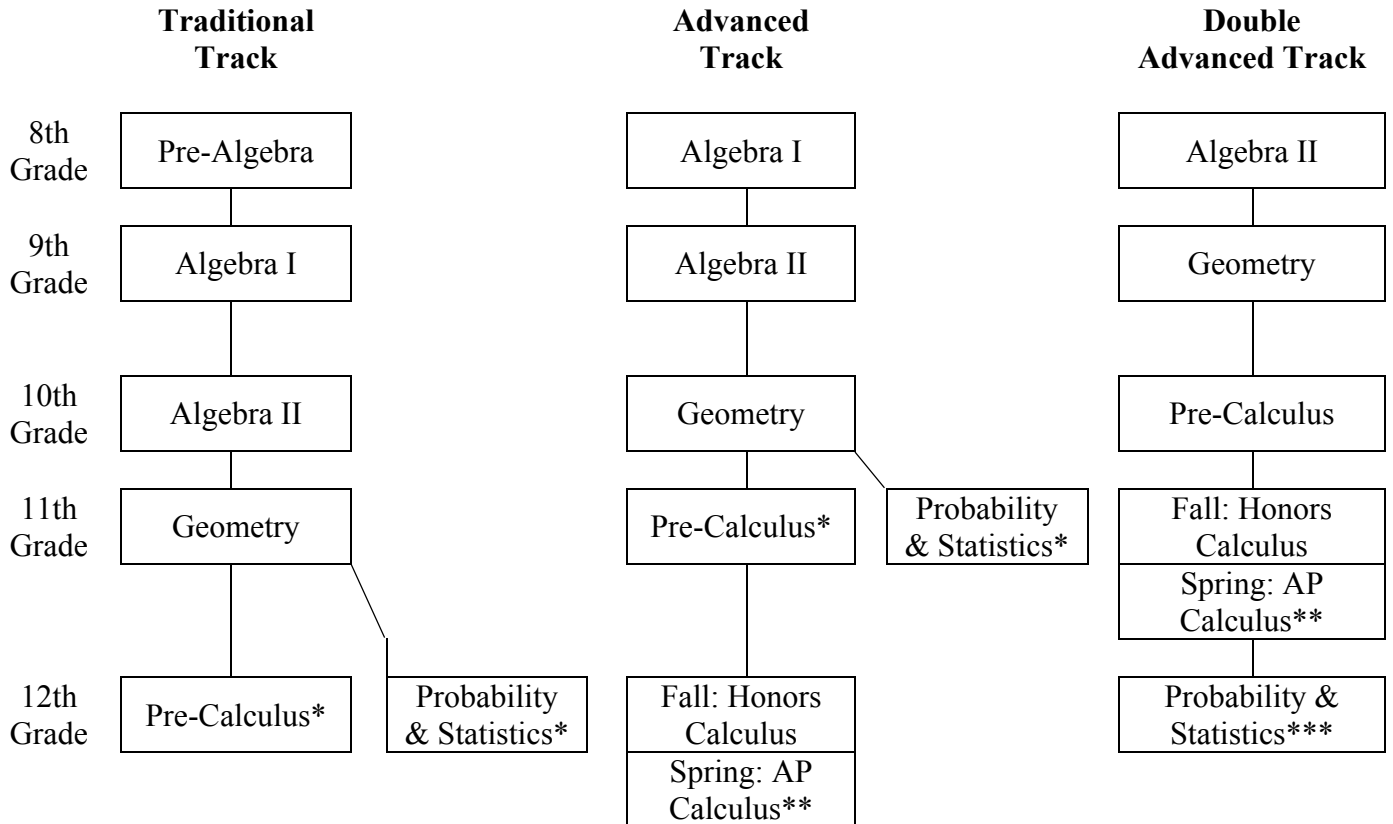 Traditional
Track
Advanced
Track
Double
Advanced Track
8th
Grade
Pre-Algebra
Algebra I
Algebra II
9th
Grade
Algebra I
Algebra II
Geometry
10th
Grade
Algebra II
Geometry
Pre-Calculus
11th
Grade
Geometry
Pre-Calculus*
Probability
& Statistics*
Fall: Honors
Calculus
Spring: AP
Calculus**
12th
Grade
Pre-Calculus*
Probability
& Statistics*
Fall: Honors
Calculus
Spring: AP
Calculus**
Probability &
Statistics***